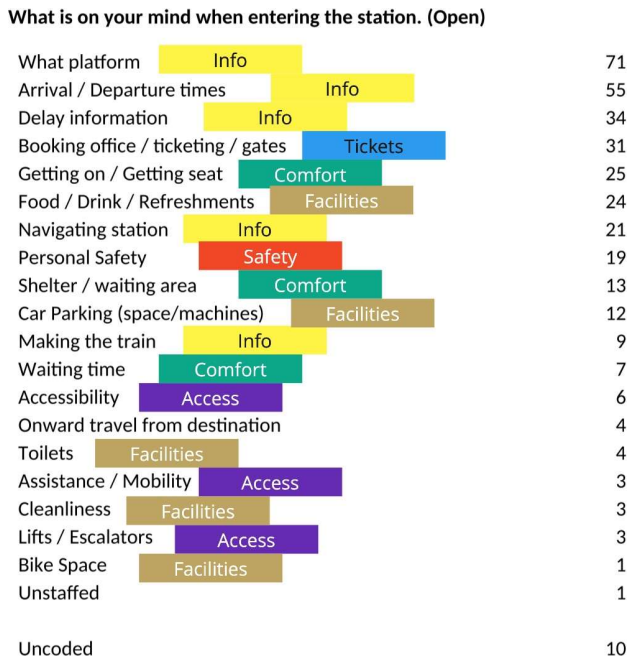 What is on your mind when entering the station. (Open)
What platform Info 71
Arrival / Departure times Info 55
Delay information Info 34
Booking office / ticketing / gates Tickets 31
Getting on / Getting seat Comfort 25
Food / Drink / Refreshments Facilities 24
Navigating station Info 21
Personal Safety Safety 19
Shelter / waiting area Comfort 13
Car Parking (space/machines) Facilities 12
Making the train Info 9
Waiting time Comfort 7
Accessibility Access 6
Onward travel from destination 4
Toilets Facilities 4
Assistance / Mobility Access 3
Cleanliness Facilities 3
Lifts / Escalators Access 3
Bike Space Facilities 1
Unstaffed 1
Uncoded 10